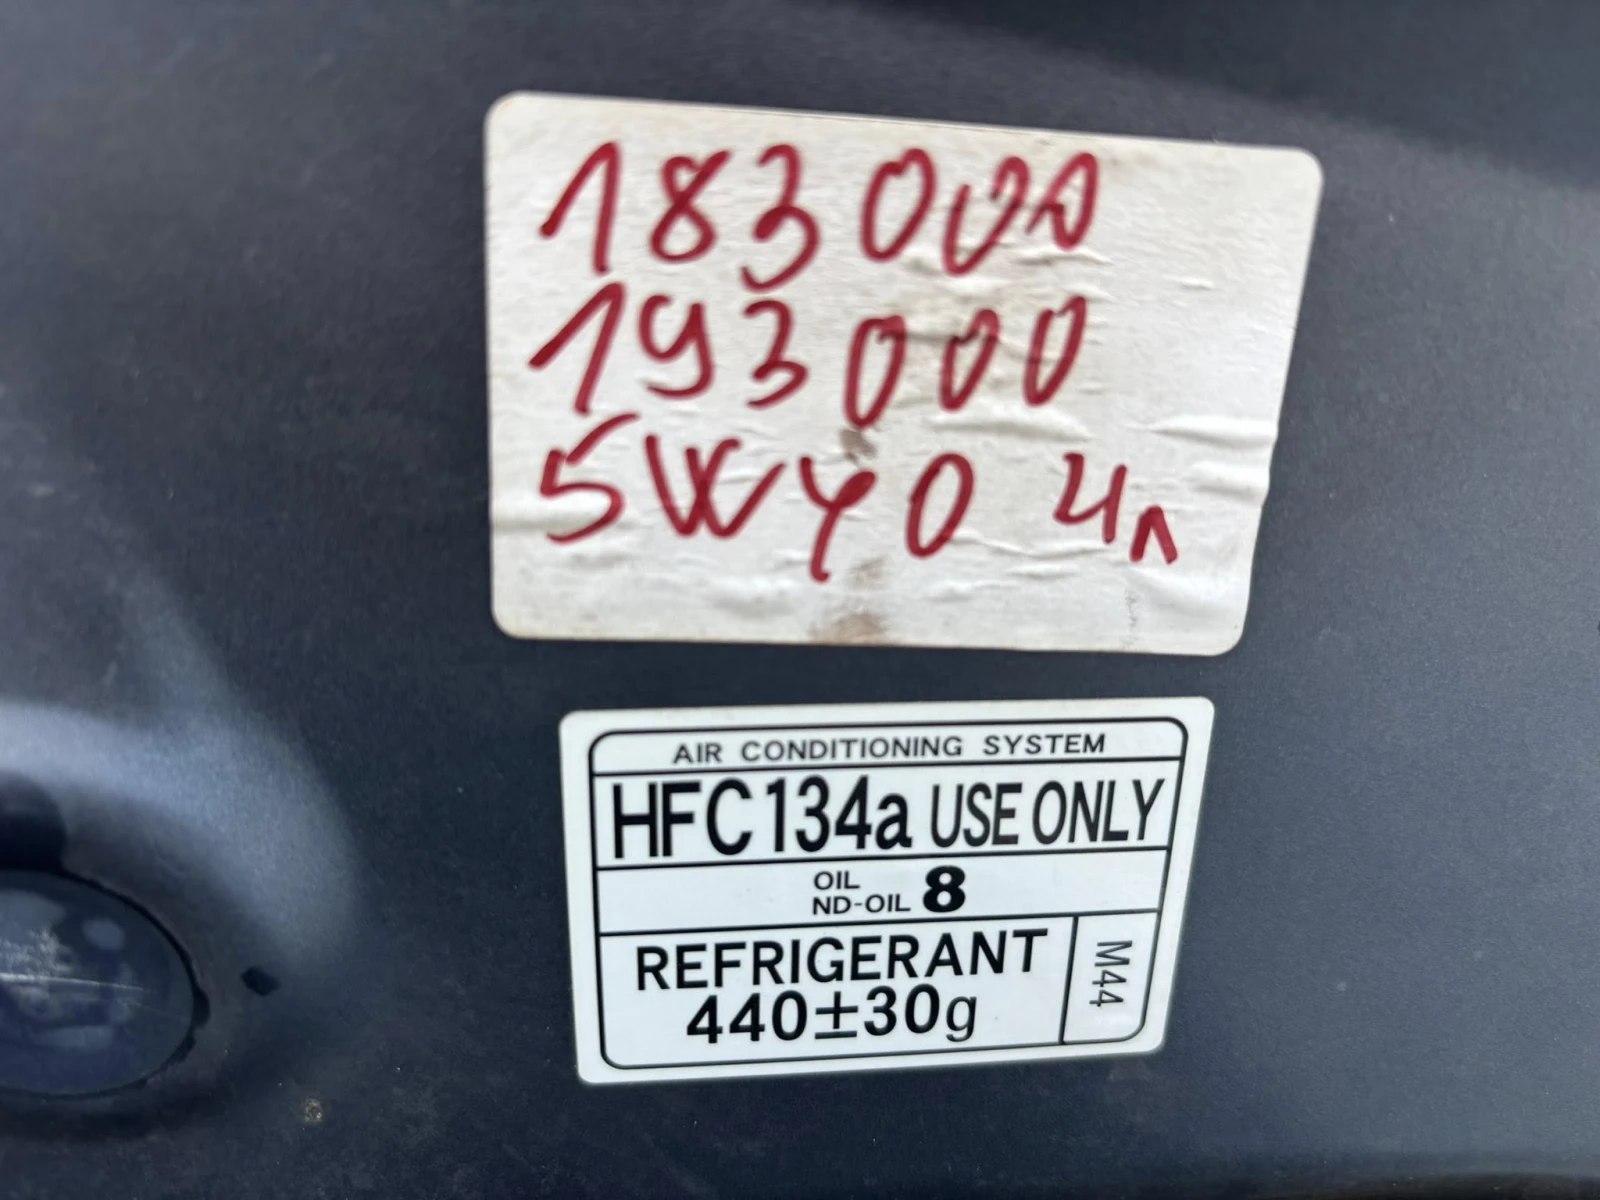 183000
193000
5W40 4л
AIR CONDITIONING SYSTEM
HFC134a USE ONLY
OIL
ND-OIL 8
REFRIGERANT
440±30g
M44